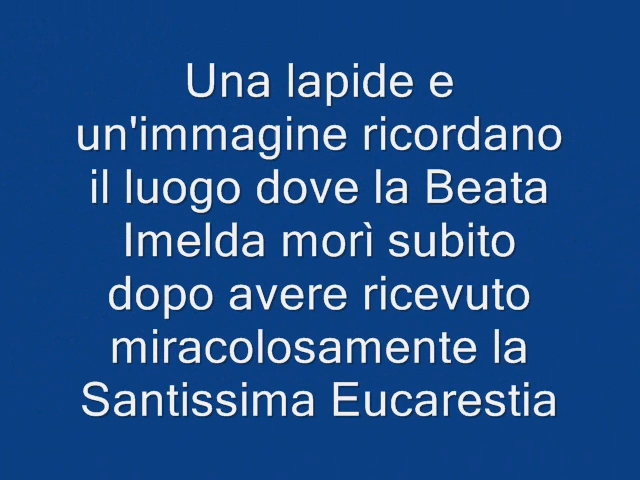 Una lapide e
un'immagine ricordano
il luogo dove la Beata
Imelda morì subito
dopo avere ricevuto
miracolosamente la
Santissima Eucarestia